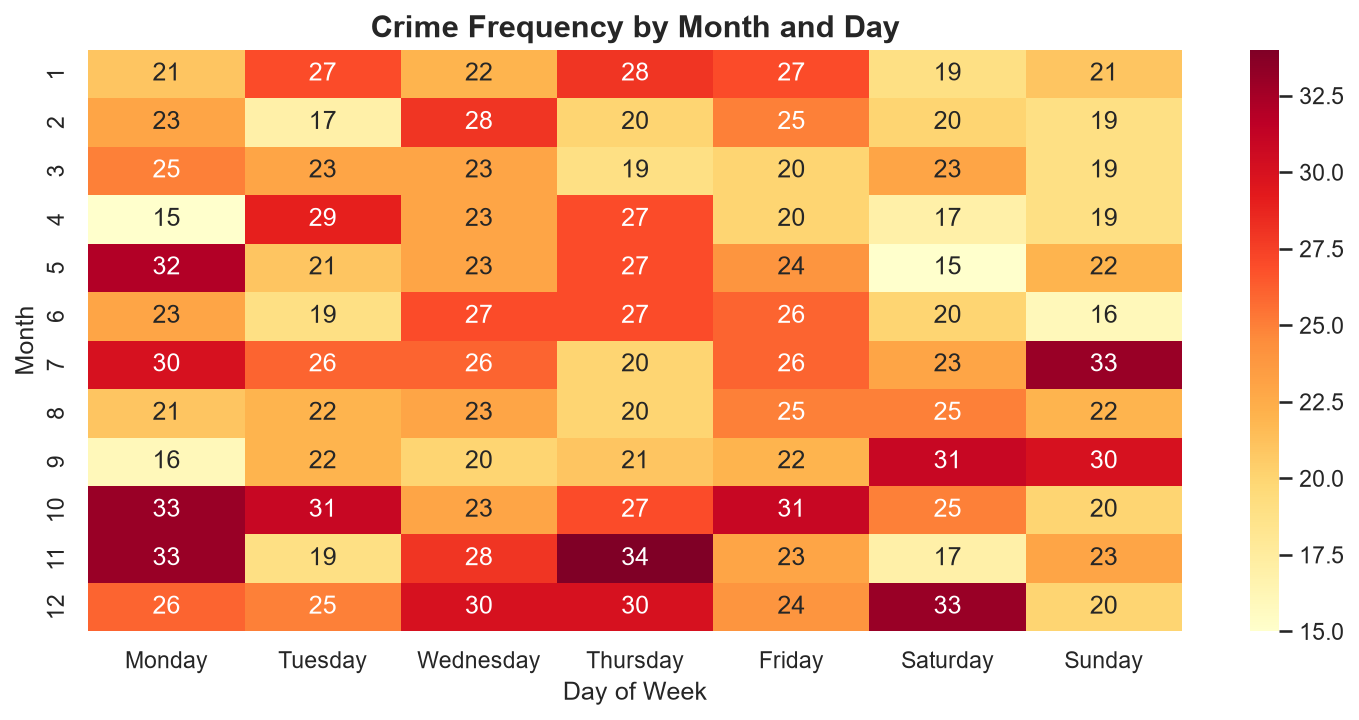 Crime Frequency by Month and Day
1 21 27 22 28 27 19 21
2 23 17 28 20 25 20 19
3 25 23 23 19 20 23 19
4 15 29 23 27 20 17 19
5 32 21 23 27 24 15 22
6 23 19 27 27 26 20 16
7 30 26 26 20 26 23 33
8 21 22 23 20 25 25 22
9 16 22 20 21 22 31 30
10 33 31 23 27 31 25 20
11 33 19 28 34 23 17 23
12 26 25 30 30 24 33 20
Month
Monday Tuesday Wednesday Thursday Friday Saturday Sunday
Day of Week
32.5
30.0
27.5
25.0
22.5
20.0
17.5
15.0